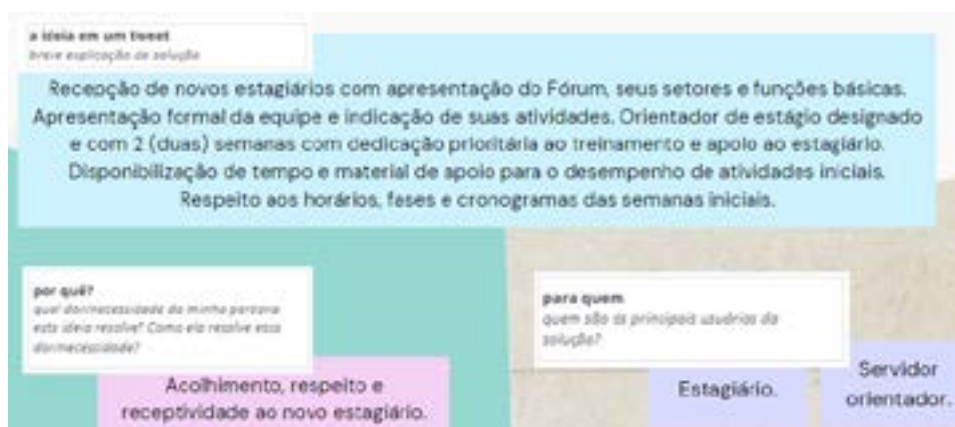 a ideia em um tweet
breve explicação da solução
Recepção de novos estagiários com apresentação do Fórum, seus setores e funções básicas.
Apresentação formal da equipe e indicação de suas atividades. Orientador de estágio designado
e com 2 (duas) semanas com dedicação prioritária ao treinamento e apoio ao estagiário.
Disponibilização de tempo e material de apoio para o desempenho de atividades iniciais.
Respeito aos horários, fases e cronogramas das semanas iniciais.
por quê?
qual dor/necessidade da minha persona
esta ideia resolve? Como ela resolve essa
dor/necessidade?
Acolhimento, respeito e
receptividade ao novo estagiário.
para quem
quem são os principais usuários da
solução?
Estagiário.
Servidor
orientador.